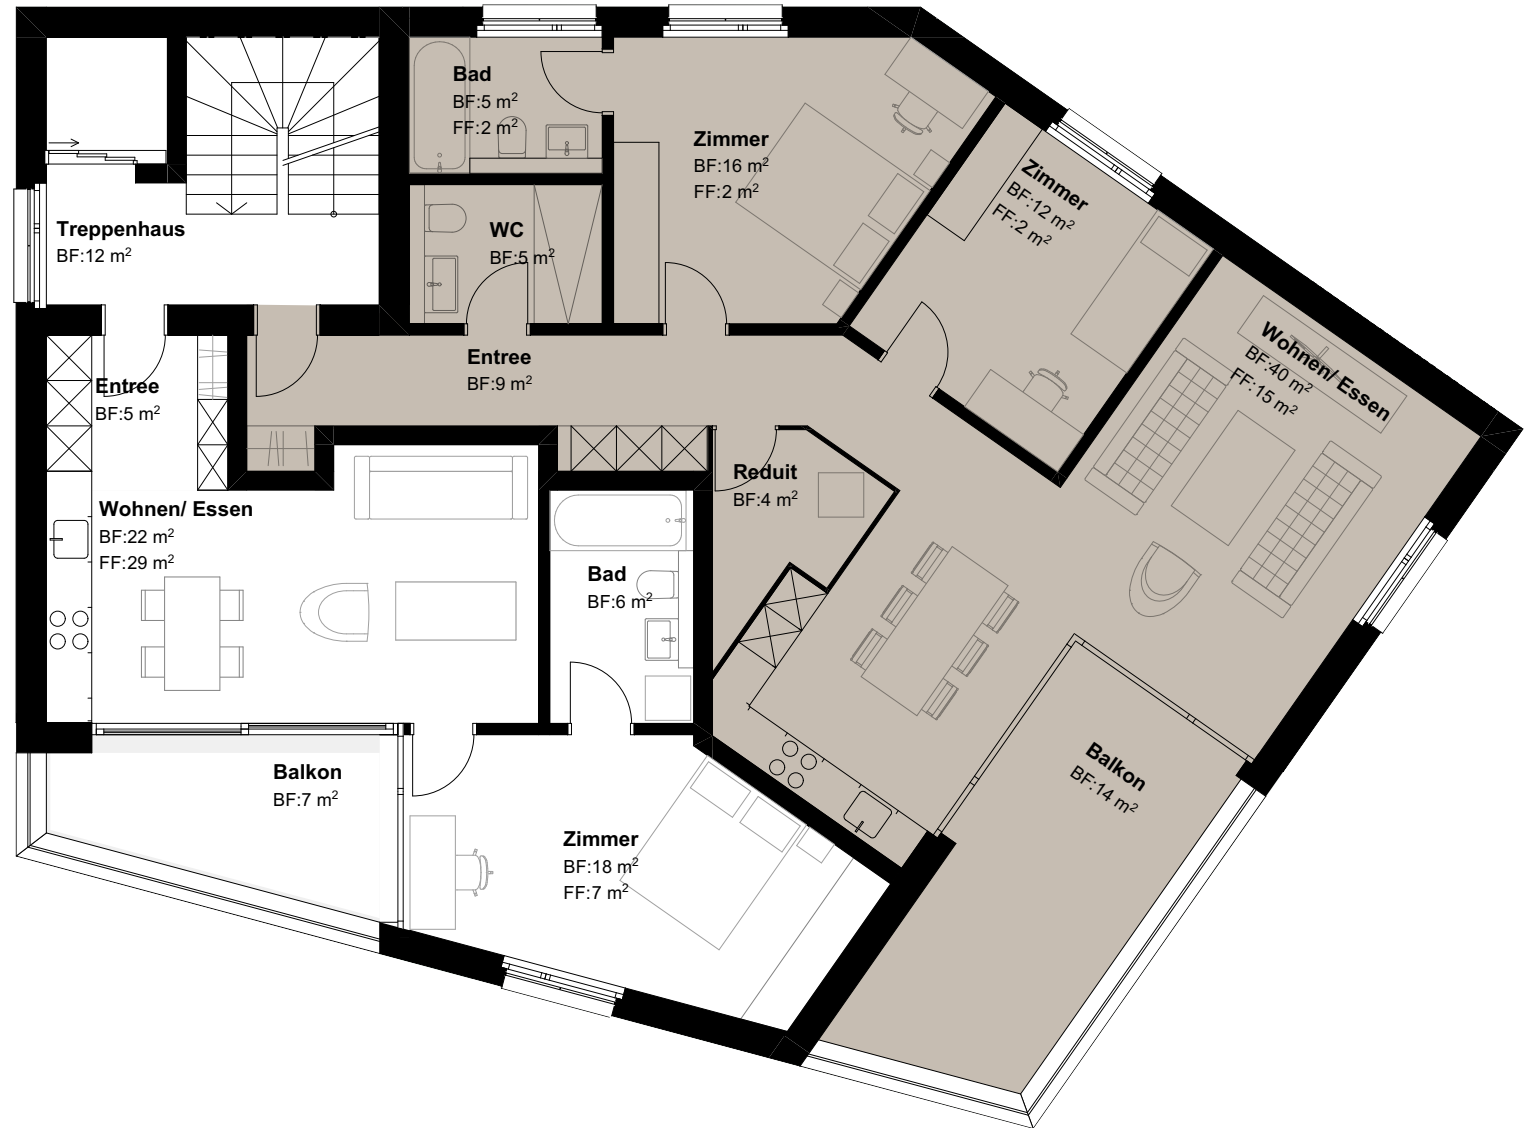 Bad
BF:5 m²
FF:2 m²
Zimmer
BF:16 m²
FF:2 m²
Zimmer
BF:12 m²
FF:2 m²
Treppenhaus
BF:12 m²
WC
BF:5 m²
Entree
BF:9 m²
Wohnen/ Essen
BF:40 m²
FF:15 m²
Entree
BF:5 m²
Reduit
BF:4 m²
Wohnen/ Essen
BF:22 m²
FF:29 m²
Bad
BF:6 m²
Balkon
BF:7 m²
Balkon
BF:14 m²
Zimmer
BF:18 m²
FF:7 m²